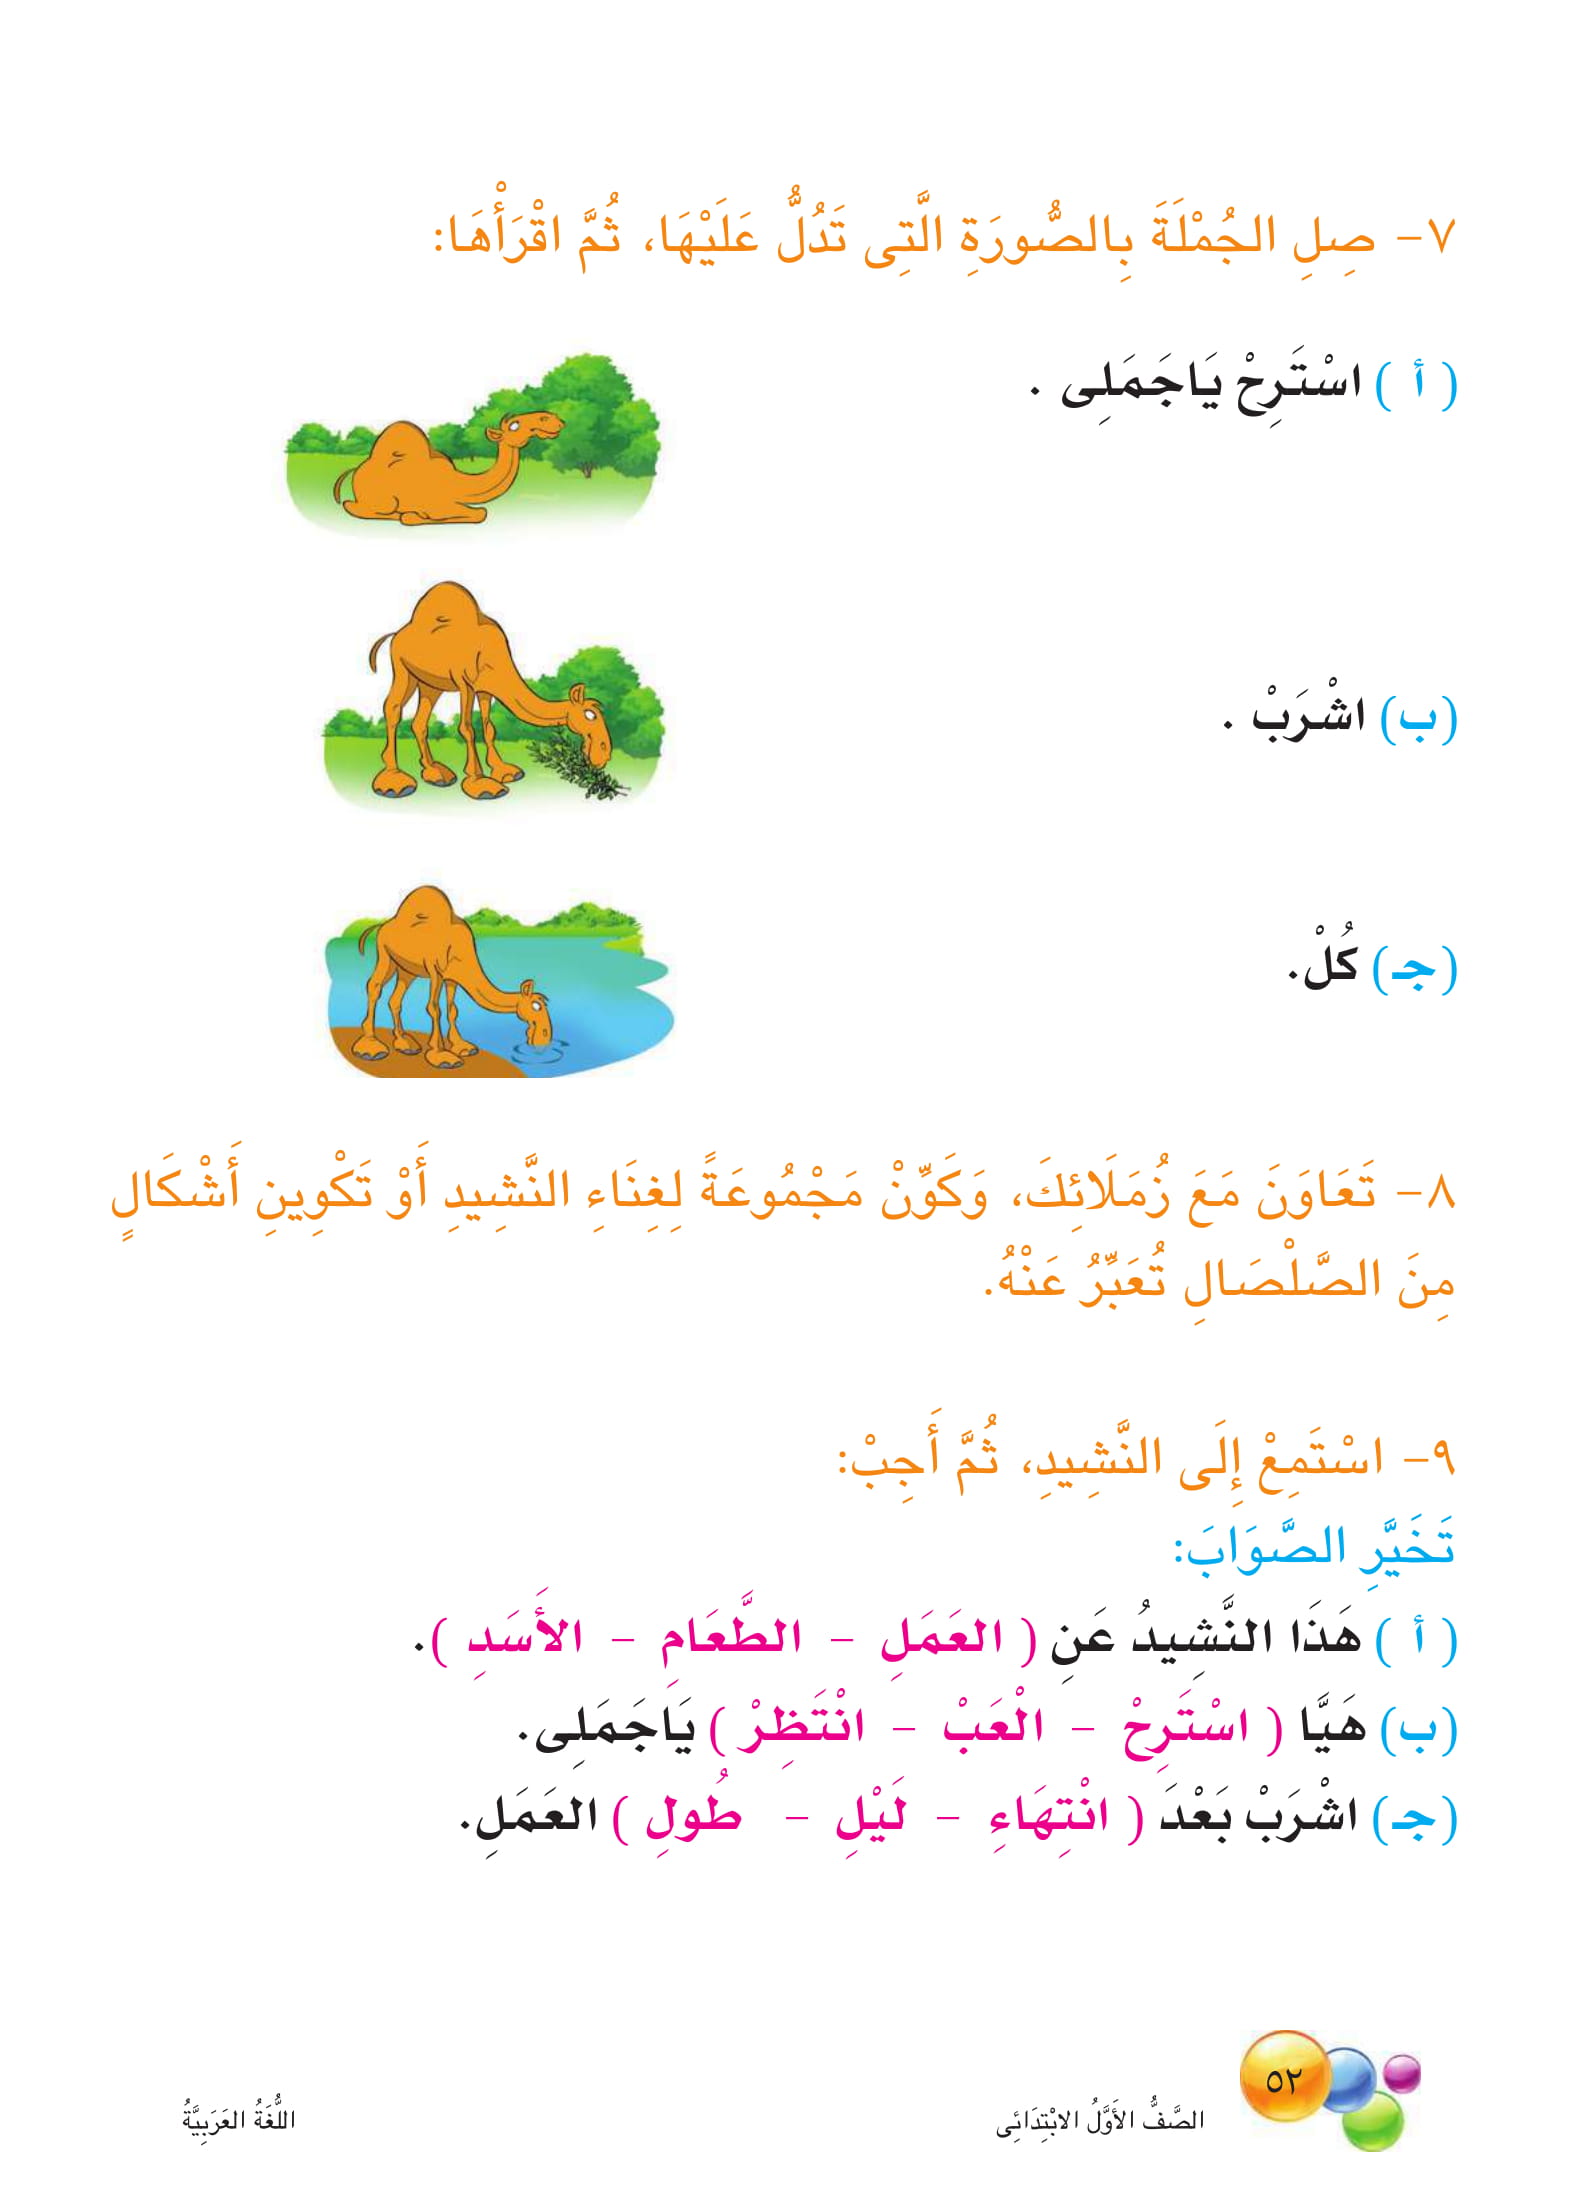 ٧- صِلِ الجُمْلَةَ بِالصُّورَةِ الَّتِى تَدُلُّ عَلَيْهَا، ثُمَّ اقْرَأْهَا:
( أ ) اسْتَرِحْ يَاجَمَلِى .
(ب) اشْرَبْ .
(جـ) كُلْ.
٨- تَعَاوَنَ مَعَ زُمَلَائِكَ، وَكَوِّنْ مَجْمُوعَةً لِغِنَاءِ النَّشِيدِ أَوْ تَكْوِينِ أَشْكَالٍ
مِنَ الصَّلْصَالِ تُعَبِّرُ عَنْهُ.
٩- اسْتَمِعْ إِلَى النَّشِيدِ، ثُمَّ أَجِبْ:
تَخَيَّرِ الصَّوَابَ:
( أ ) هَذَا النَّشِيدُ عَنِ ( العَمَلِ - الطَّعَامِ - الأَسَدِ ).
(ب) هَيَّا ( اسْتَرِحْ - الْعَبْ - انْتَظِرْ ) يَاجَمَلِى.
(جـ) اشْرَبْ بَعْدَ ( انْتِهَاءِ - لَيْلِ - طُولِ ) العَمَلِ.
٥٢
الصَّفُّ الأَوَّلُ الابْتِدَائِى
اللُّغَةُ العَرَبِيَّةُ